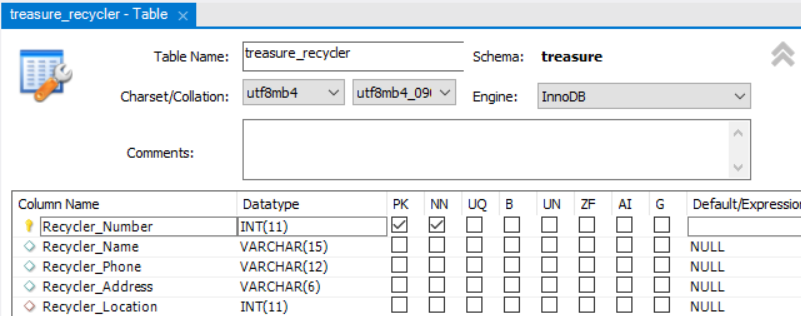 treasure_recycler - Table ×
Table Name: treasure_recycler Schema: treasure
Charset/Collation: utf8mb4 utf8mb4_09 Engine: InnoDB
Comments:
Column Name Datatype PK NN UQ B UN ZF AI G Default/Expression
Recycler_Number INT(11)
Recycler_Name VARCHAR(15) NULL
Recycler_Phone VARCHAR(12) NULL
Recycler_Address VARCHAR(6) NULL
Recycler_Location INT(11) NULL